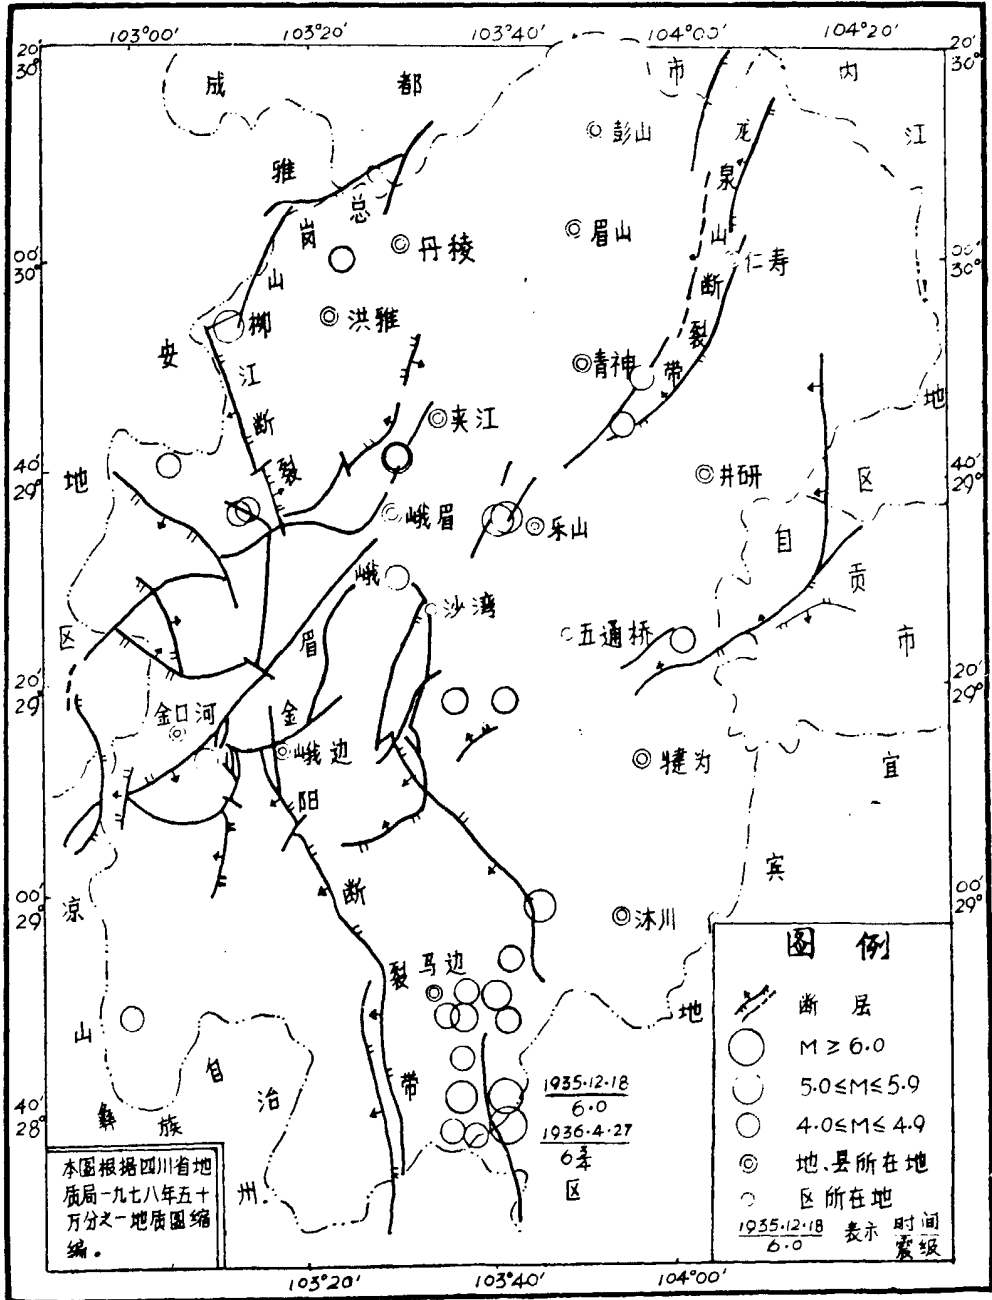 103°00′ 103°20′ 103°40′ 104°00′ 104°20′
20′
30°
20′
30°
成 都 市 内 江 地 区
彭山
龙泉山断裂带
雅 安 地 区
总岗山
眉山
丹稜
仁寿
00′
30°
00′
30°
洪雅
柳江断裂
青神
夹江
40′
29°
40′
29°
井研
峨眉
乐山
自 贡 市
峨眉
沙湾
五通桥
20′
29°
20′
29°
金口河
金阳断裂带
峨边
犍为
宜 宾 地 区
00′
29°
00′
29°
凉 山 彝 族 自 治 州
沐川
马边
40′
28°
1935·12·18
6.0
1936·4·27
6¾
图 例
断 层
M ≥ 6.0
5.0≤M≤5.9
4.0≤M≤4.9
地、县所在地
区所在地
1935·12·18 表示 时间
6.0 震级
本图根据四川省地
质局一九七八年五十
万分之一地质图缩
编。
103°20′ 103°40′ 104°00′